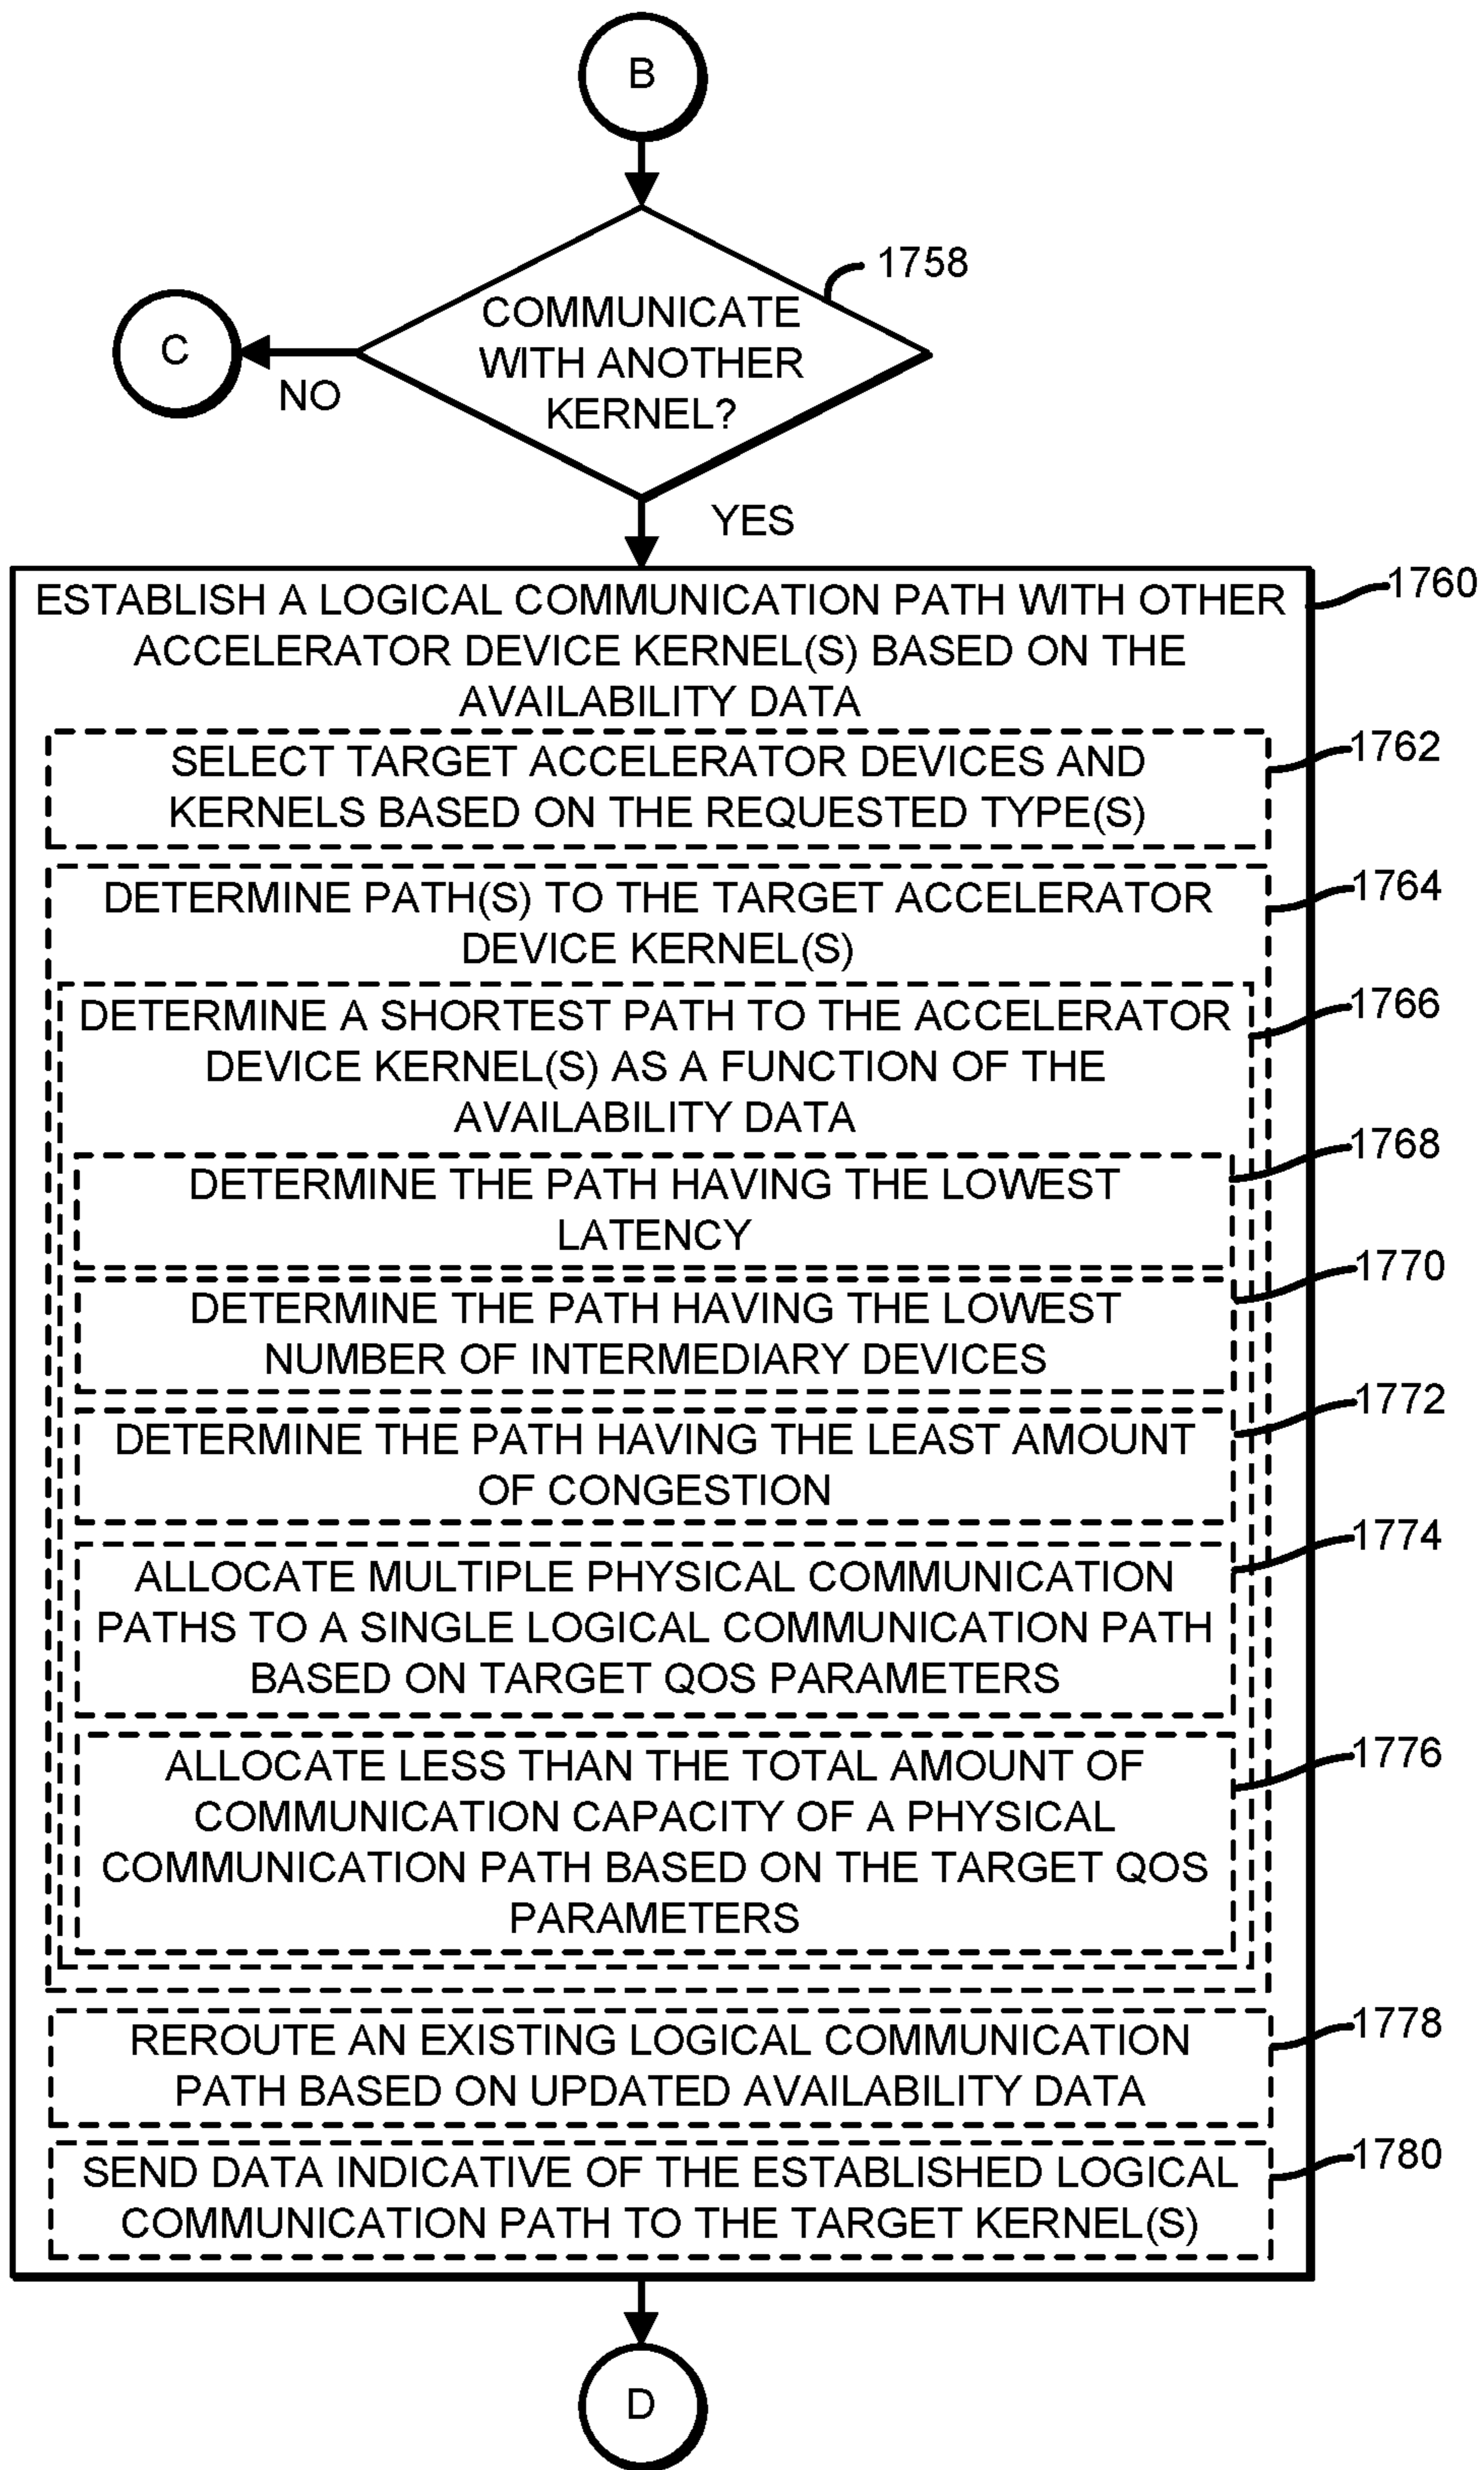 B
1758
COMMUNICATE
WITH ANOTHER
KERNEL?
C
NO
YES
1760
ESTABLISH A LOGICAL COMMUNICATION PATH WITH OTHER
ACCELERATOR DEVICE KERNEL(S) BASED ON THE
AVAILABILITY DATA
1762
SELECT TARGET ACCELERATOR DEVICES AND
KERNELS BASED ON THE REQUESTED TYPE(S)
1764
DETERMINE PATH(S) TO THE TARGET ACCELERATOR
DEVICE KERNEL(S)
1766
DETERMINE A SHORTEST PATH TO THE ACCELERATOR
DEVICE KERNEL(S) AS A FUNCTION OF THE
AVAILABILITY DATA
1768
DETERMINE THE PATH HAVING THE LOWEST
LATENCY
1770
DETERMINE THE PATH HAVING THE LOWEST
NUMBER OF INTERMEDIARY DEVICES
1772
DETERMINE THE PATH HAVING THE LEAST AMOUNT
OF CONGESTION
1774
ALLOCATE MULTIPLE PHYSICAL COMMUNICATION
PATHS TO A SINGLE LOGICAL COMMUNICATION PATH
BASED ON TARGET QOS PARAMETERS
1776
ALLOCATE LESS THAN THE TOTAL AMOUNT OF
COMMUNICATION CAPACITY OF A PHYSICAL
COMMUNICATION PATH BASED ON THE TARGET QOS
PARAMETERS
1778
REROUTE AN EXISTING LOGICAL COMMUNICATION
PATH BASED ON UPDATED AVAILABILITY DATA
1780
SEND DATA INDICATIVE OF THE ESTABLISHED LOGICAL
COMMUNICATION PATH TO THE TARGET KERNEL(S)
D